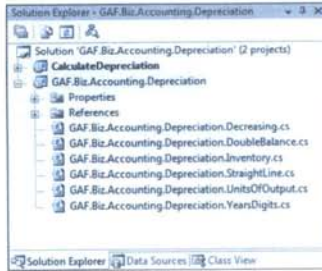 Solution Explorer - GAF.Biz.Accounting.Depreciation
Solution 'GAF.Biz.Accounting.Depreciation' (2 projects)
CalculateDepreciation
GAF.Biz.Accounting.Depreciation
Properties
References
GAF.Biz.Accounting.Depreciation.Decreasing.cs
GAF.Biz.Accounting.Depreciation.DoubleBalance.cs
GAF.Biz.Accounting.Depreciation.Inventory.cs
GAF.Biz.Accounting.Depreciation.StraightLine.cs
GAF.Biz.Accounting.Depreciation.UnitsOfOutput.cs
GAF.Biz.Accounting.Depreciation.YearsDigits.cs
Solution Explorer Data Sources Class View